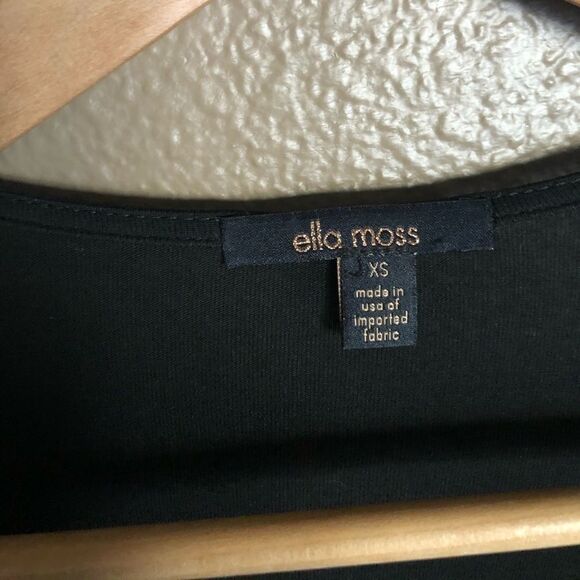 ella moss
XS
made in
usa of
imported
fabric